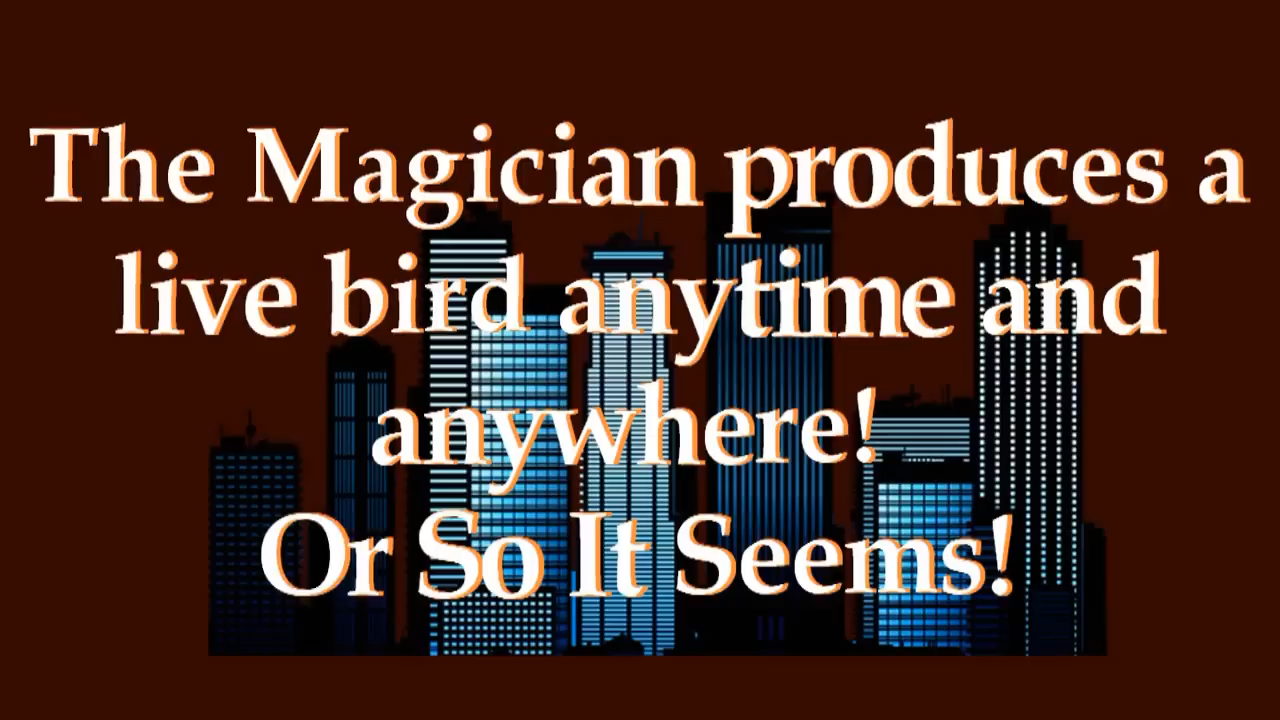 The Magician produces a
live bird anytime and
anywhere!
Or So It Seems!